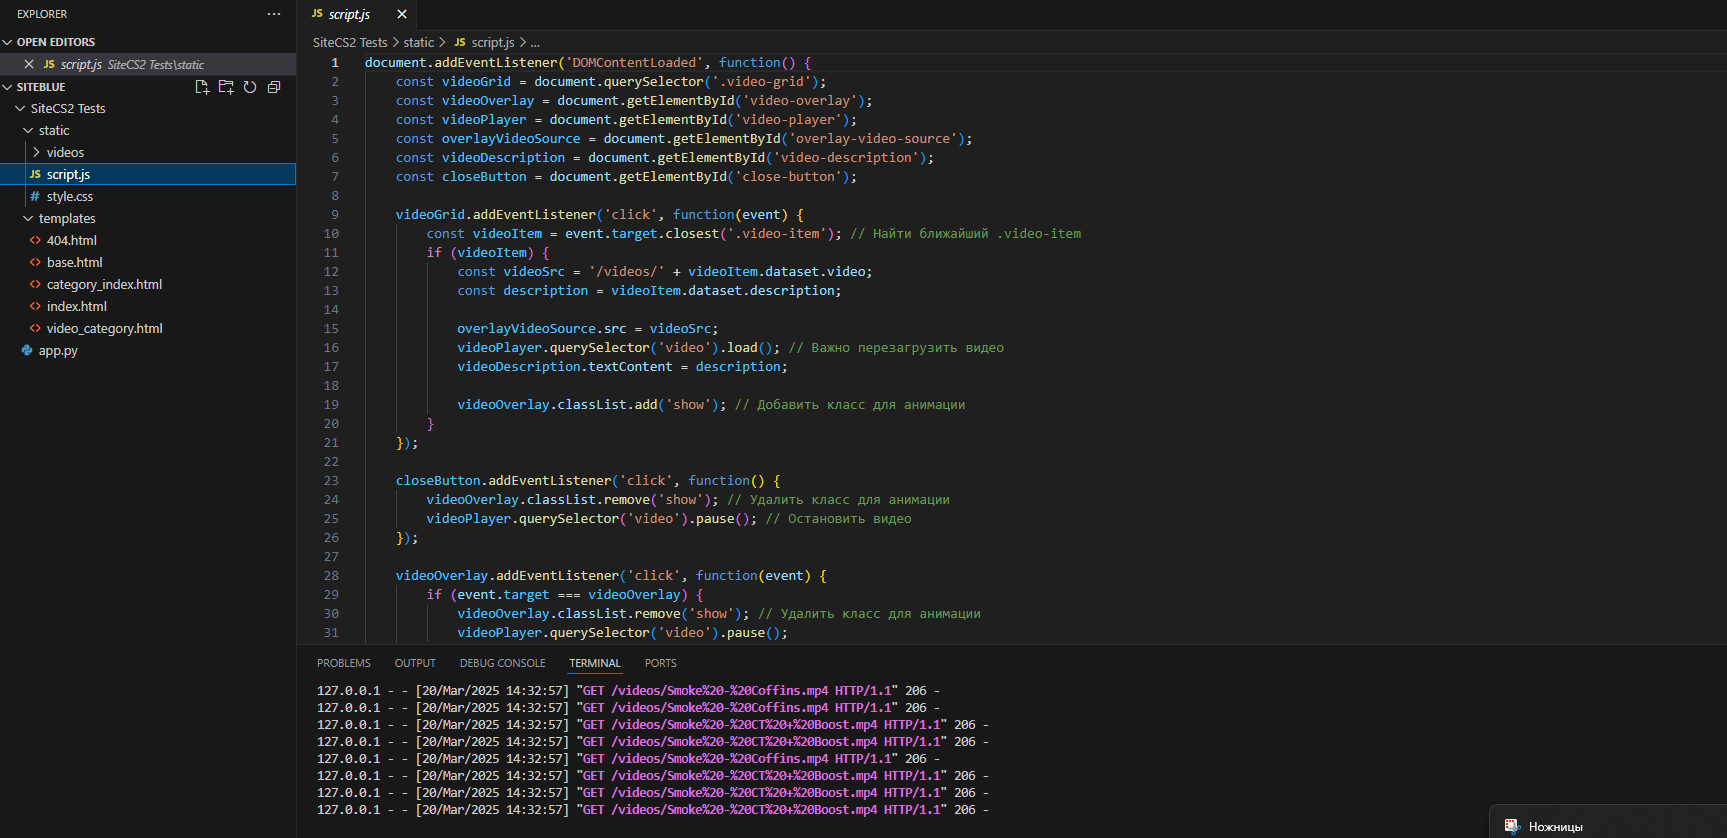 EXPLORER
OPEN EDITORS
JS script.js SiteCS2 Tests\static
SITEBLUE
SiteCS2 Tests
static
videos
JS script.js
# style.css
templates
<> 404.html
<> base.html
<> category_index.html
<> index.html
<> video_category.html
app.py
JS script.js
SiteCS2 Tests > static > JS script.js > ...
1 document.addEventListener('DOMContentLoaded', function() {
2 const videoGrid = document.querySelector('.video-grid');
3 const videoOverlay = document.getElementById('video-overlay');
4 const videoPlayer = document.getElementById('video-player');
5 const overlayVideoSource = document.getElementById('overlay-video-source');
6 const videoDescription = document.getElementById('video-description');
7 const closeButton = document.getElementById('close-button');
8
9 videoGrid.addEventListener('click', function(event) {
10 const videoItem = event.target.closest('.video-item'); // Найти ближайший .video-item
11 if (videoItem) {
12 const videoSrc = '/videos/' + videoItem.dataset.video;
13 const description = videoItem.dataset.description;
14
15 overlayVideoSource.src = videoSrc;
16 videoPlayer.querySelector('video').load(); // Важно перезагрузить видео
17 videoDescription.textContent = description;
18
19 videoOverlay.classList.add('show'); // Добавить класс для анимации
20 }
21 });
22
23 closeButton.addEventListener('click', function() {
24 videoOverlay.classList.remove('show'); // Удалить класс для анимации
25 videoPlayer.querySelector('video').pause(); // Остановить видео
26 });
27
28 videoOverlay.addEventListener('click', function(event) {
29 if (event.target === videoOverlay) {
30 videoOverlay.classList.remove('show'); // Удалить класс для анимации
31 videoPlayer.querySelector('video').pause();
PROBLEMS OUTPUT DEBUG CONSOLE TERMINAL PORTS
127.0.0.1 - - [20/Mar/2025 14:32:57] "GET /videos/Smoke%20-%20Coffins.mp4 HTTP/1.1" 206 -
127.0.0.1 - - [20/Mar/2025 14:32:57] "GET /videos/Smoke%20-%20Coffins.mp4 HTTP/1.1" 206 -
127.0.0.1 - - [20/Mar/2025 14:32:57] "GET /videos/Smoke%20-%20CT%20+%20Boost.mp4 HTTP/1.1" 206 -
127.0.0.1 - - [20/Mar/2025 14:32:57] "GET /videos/Smoke%20-%20CT%20+%20Boost.mp4 HTTP/1.1" 206 -
127.0.0.1 - - [20/Mar/2025 14:32:57] "GET /videos/Smoke%20-%20Coffins.mp4 HTTP/1.1" 206 -
127.0.0.1 - - [20/Mar/2025 14:32:57] "GET /videos/Smoke%20-%20CT%20+%20Boost.mp4 HTTP/1.1" 206 -
127.0.0.1 - - [20/Mar/2025 14:32:57] "GET /videos/Smoke%20-%20CT%20+%20Boost.mp4 HTTP/1.1" 206 -
127.0.0.1 - - [20/Mar/2025 14:32:57] "GET /videos/Smoke%20-%20CT%20+%20Boost.mp4 HTTP/1.1" 206 -
Ножницы